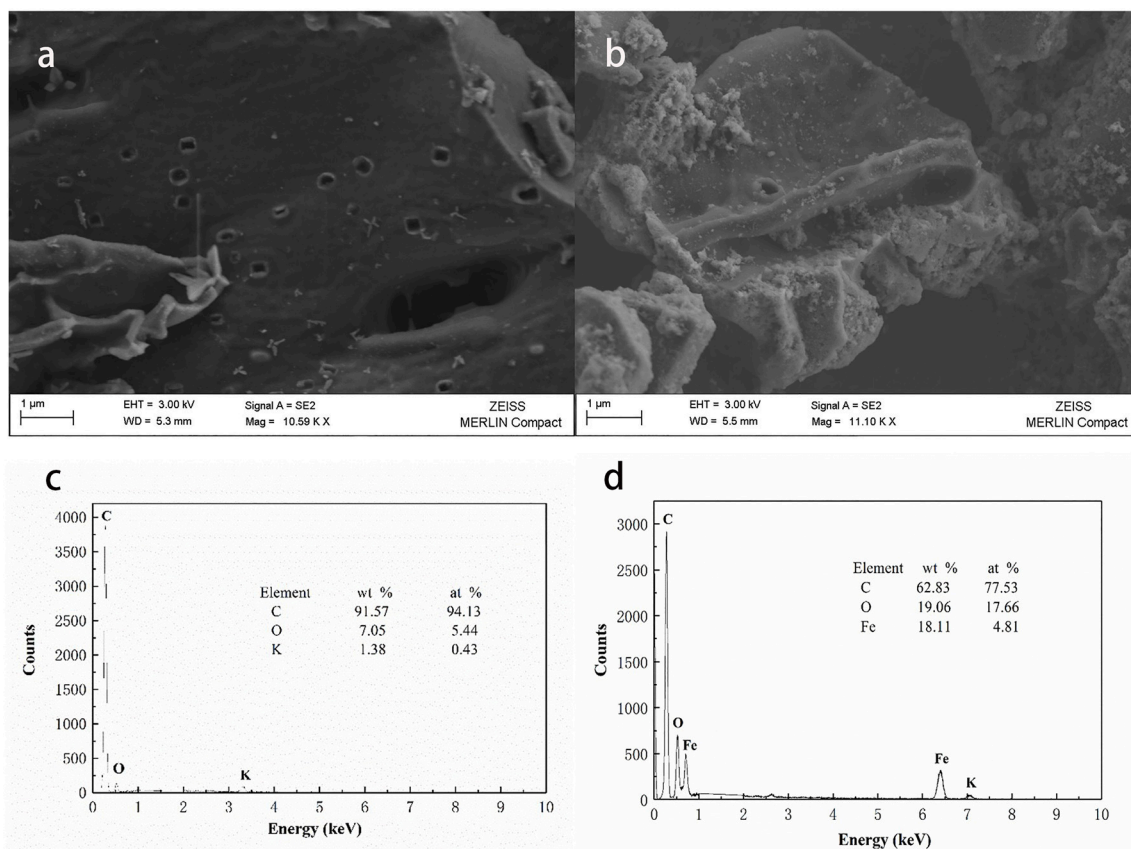 a
1 µm
EHT = 3.00 kV
Signal A = SE2
ZEISS
WD = 5.3 mm
Mag = 10.59 K X
MERLIN Compact
b
1 µm
EHT = 3.00 kV
Signal A = SE2
ZEISS
WD = 5.5 mm
Mag = 11.10 K X
MERLIN Compact
c
C
4000
3500
3000
2500
2000
1500
1000
500
0
Counts
Element wt % at %
C 91.57 94.13
O 7.05 5.44
K 1.38 0.43
O
K
0 1 2 3 4 5 6 7 8 9 10
Energy (keV)
d
C
3000
2500
2000
1500
1000
500
0
Counts
Element wt % at %
C 62.83 77.53
O 19.06 17.66
Fe 18.11 4.81
O
Fe
Fe
K
0 1 2 3 4 5 6 7 8 9 10
Energy (keV)